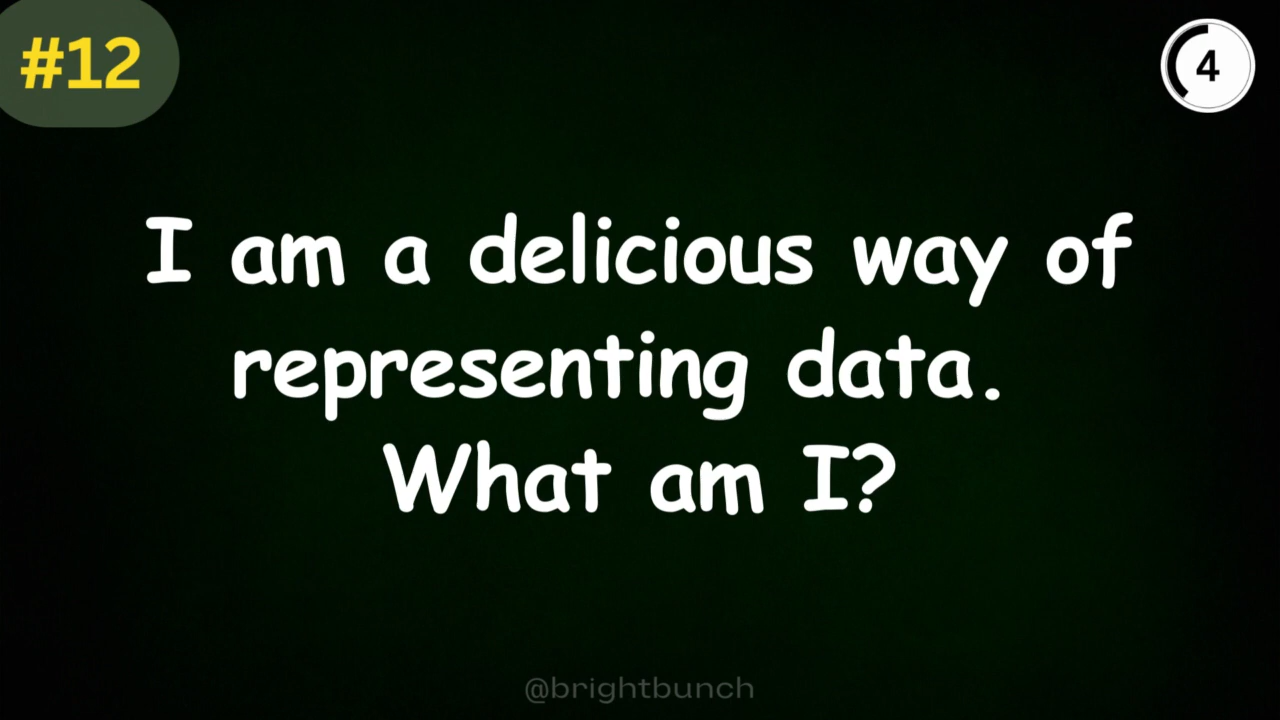 #12
4
I am a delicious way of
representing data.
What am I?
@brightbunch